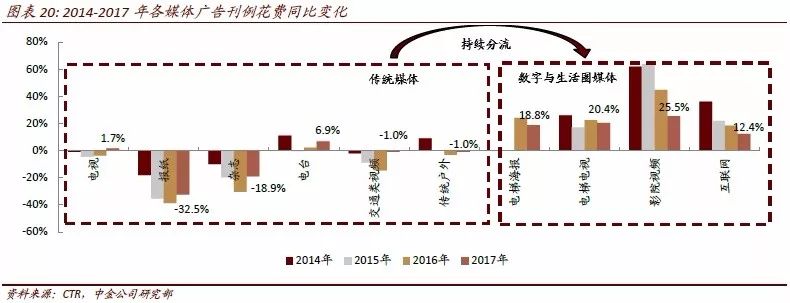 图表 20: 2014-2017 年各媒体广告刊例花费同比变化
持续分流
80%
60%
40%
20%
0%
-20%
-40%
-60%
传统媒体
数字与生活圈媒体
1.7%
-32.5%
-18.9%
6.9%
-1.0%
-1.0%
18.8%
20.4%
25.5%
12.4%
电视
报纸
杂志
电台
交通类视频
传统户外
电梯海报
电梯电视
影院视频
互联网
2014年 2015年 2016年 2017年
资料来源：CTR，中金公司研究部